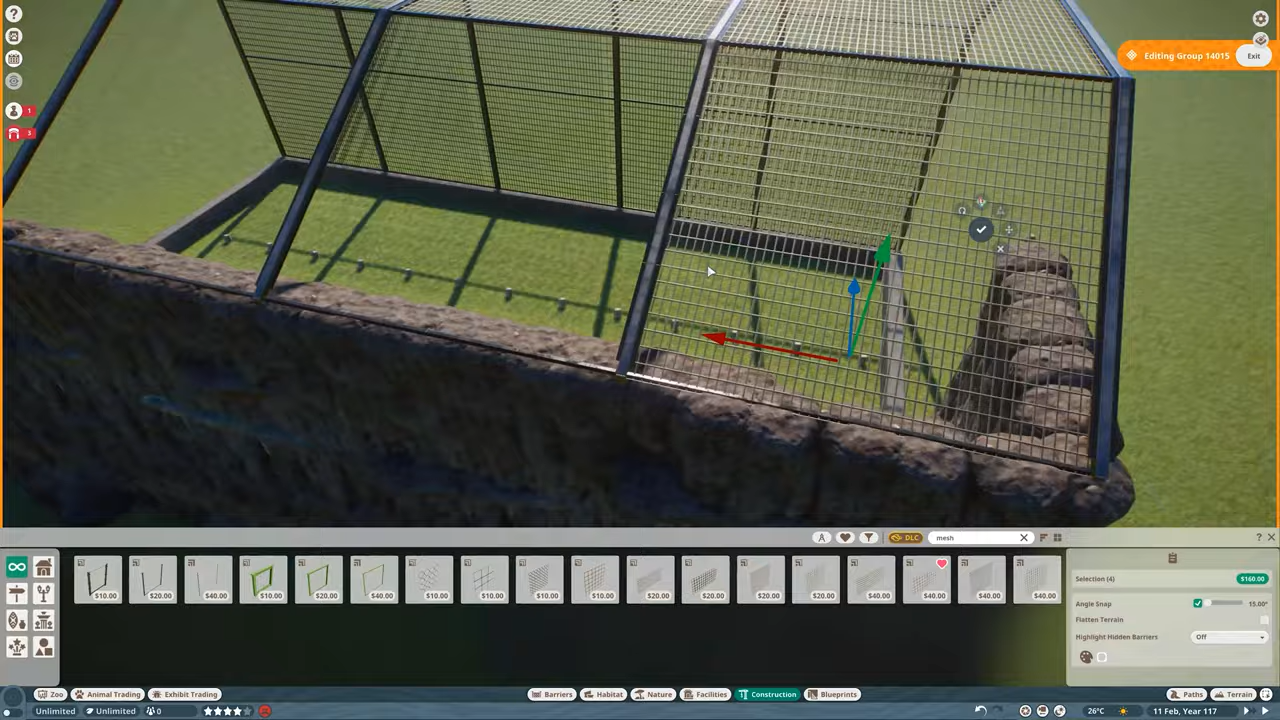 Editing Group 14015 Exit
1
3
DLC mesh
$10.00 $20.00 $40.00 $10.00 $20.00 $40.00 $10.00 $10.00 $10.00 $10.00 $20.00 $20.00 $20.00 $20.00 $40.00 $40.00 $40.00 $40.00
Selection (4) $160.00
Angle Snap 15.00°
Flatten Terrain
Highlight Hidden Barriers Off
Zoo Animal Trading Exhibit Trading Barriers Habitat Nature Facilities Construction Blueprints Paths Terrain
Unlimited Unlimited 0 26°C 11 Feb, Year 117